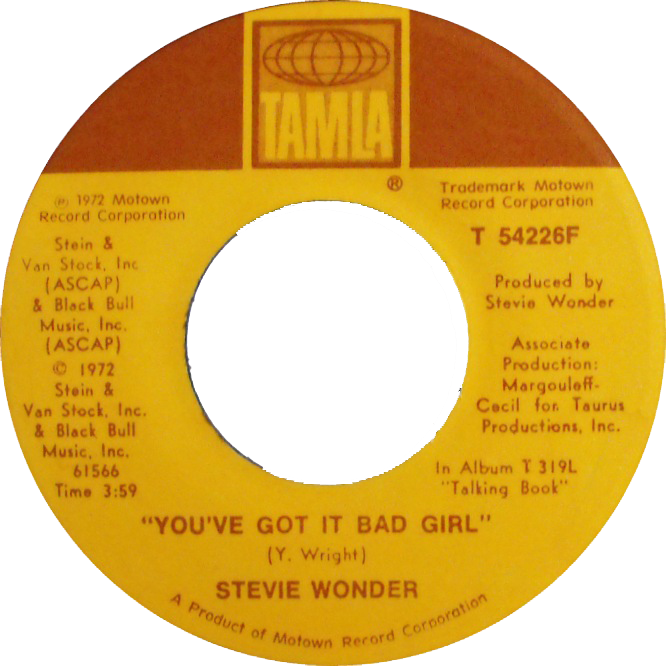 TAMLA
®
℗ 1972 Motown
Record Corporation
Stein &
Van Stock, Inc
(ASCAP)
& Black Bull
Music, Inc.
(ASCAP)
© 1972
Stein &
Van Stock, Inc.
& Black Bull
Music, Inc.
61566
Time 3:59
Trademark Motown
Record Corporation
T 54226F
Produced by
Stevie Wonder
Associate
Production:
Margouleff-
Cecil for Taurus
Productions, Inc.
In Album T 319L
"Talking Book"
"YOU'VE GOT IT BAD GIRL"
(Y. Wright)
STEVIE WONDER
A Product of Motown Record Corporation